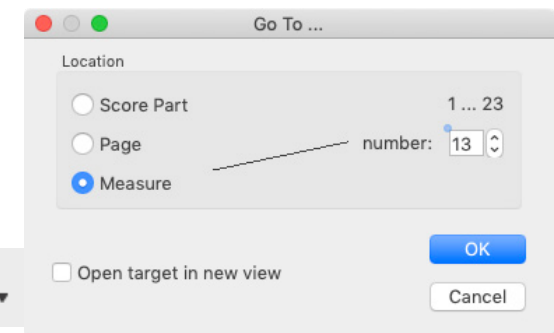 Go To ...
Location
Score Part 1 ... 23
Page number: 13
Measure
OK
Open target in new view
Cancel